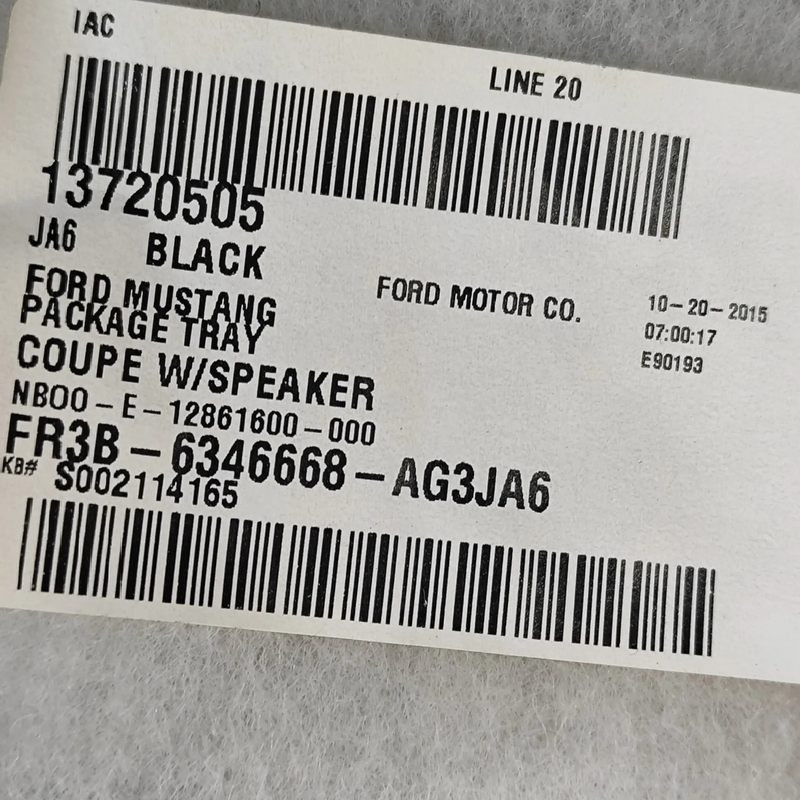 IAC
LINE 20
13720505
JA6 BLACK
FORD MUSTANG
PACKAGE TRAY
COUPE W/SPEAKER
FORD MOTOR CO.
10-20-2015
07:00:17
E90193
NB00-E-12861600-000
FR3B-6346668-AG3JA6
KB# S002114165